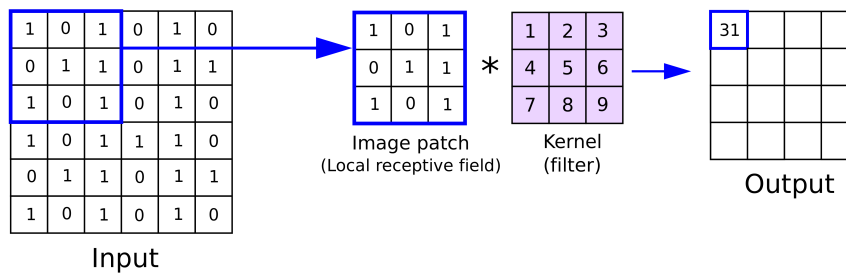 1 0 1 0 1 0
0 1 1 0 1 1
1 0 1 0 1 0
1 0 1 1 1 0
0 1 1 0 1 1
1 0 1 0 1 0
Input
1 0 1
0 1 1
1 0 1
Image patch
(Local receptive field)
*
1 2 3
4 5 6
7 8 9
Kernel
(filter)
31
Output